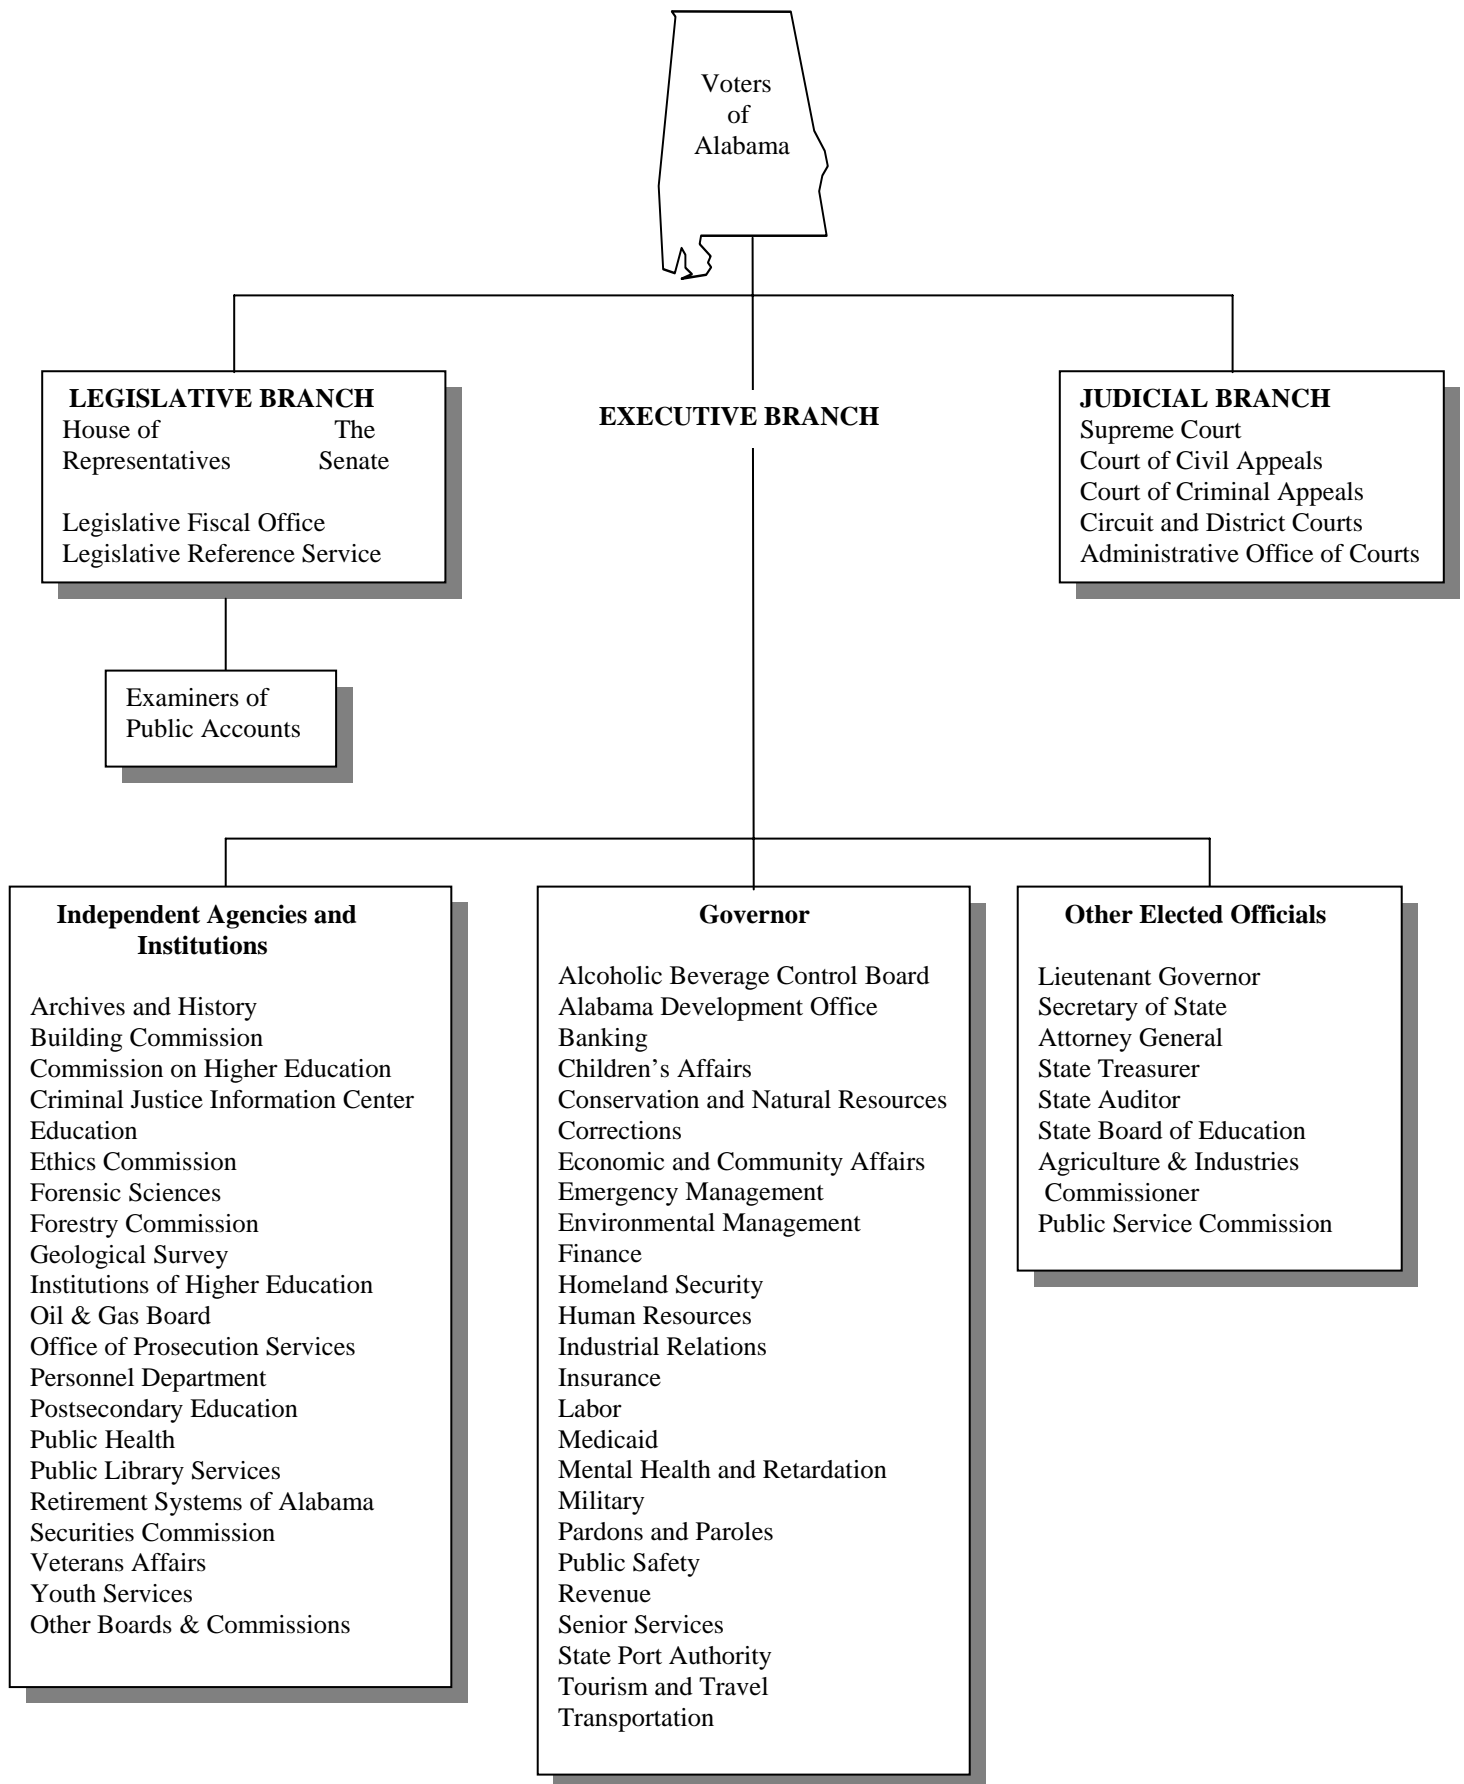 Voters
of
Alabama
LEGISLATIVE BRANCH
House of The
Representatives Senate
Legislative Fiscal Office
Legislative Reference Service
EXECUTIVE BRANCH
JUDICIAL BRANCH
Supreme Court
Court of Civil Appeals
Court of Criminal Appeals
Circuit and District Courts
Administrative Office of Courts
Examiners of
Public Accounts
Independent Agencies and
Institutions
Archives and History
Building Commission
Commission on Higher Education
Criminal Justice Information Center
Education
Ethics Commission
Forensic Sciences
Forestry Commission
Geological Survey
Institutions of Higher Education
Oil & Gas Board
Office of Prosecution Services
Personnel Department
Postsecondary Education
Public Health
Public Library Services
Retirement Systems of Alabama
Securities Commission
Veterans Affairs
Youth Services
Other Boards & Commissions
Governor
Alcoholic Beverage Control Board
Alabama Development Office
Banking
Children’s Affairs
Conservation and Natural Resources
Corrections
Economic and Community Affairs
Emergency Management
Environmental Management
Finance
Homeland Security
Human Resources
Industrial Relations
Insurance
Labor
Medicaid
Mental Health and Retardation
Military
Pardons and Paroles
Public Safety
Revenue
Senior Services
State Port Authority
Tourism and Travel
Transportation
Other Elected Officials
Lieutenant Governor
Secretary of State
Attorney General
State Treasurer
State Auditor
State Board of Education
Agriculture & Industries
Commissioner
Public Service Commission